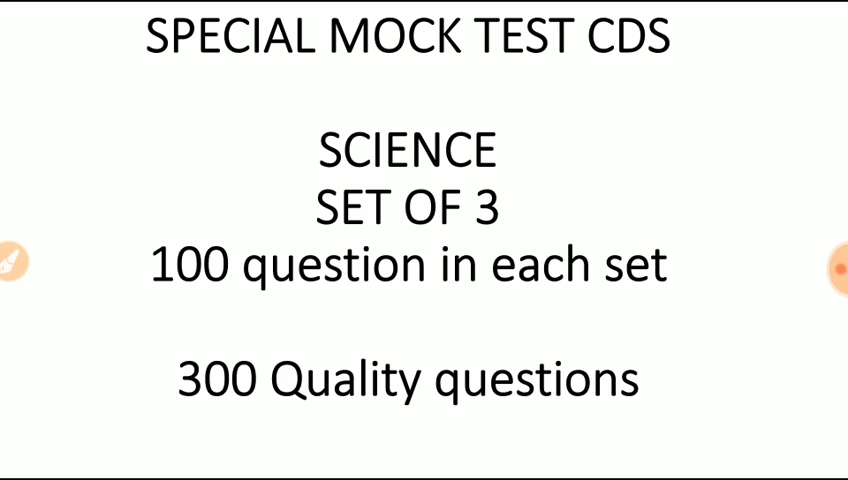 SPECIAL MOCK TEST CDS
SCIENCE
SET OF 3
100 question in each set
300 Quality questions